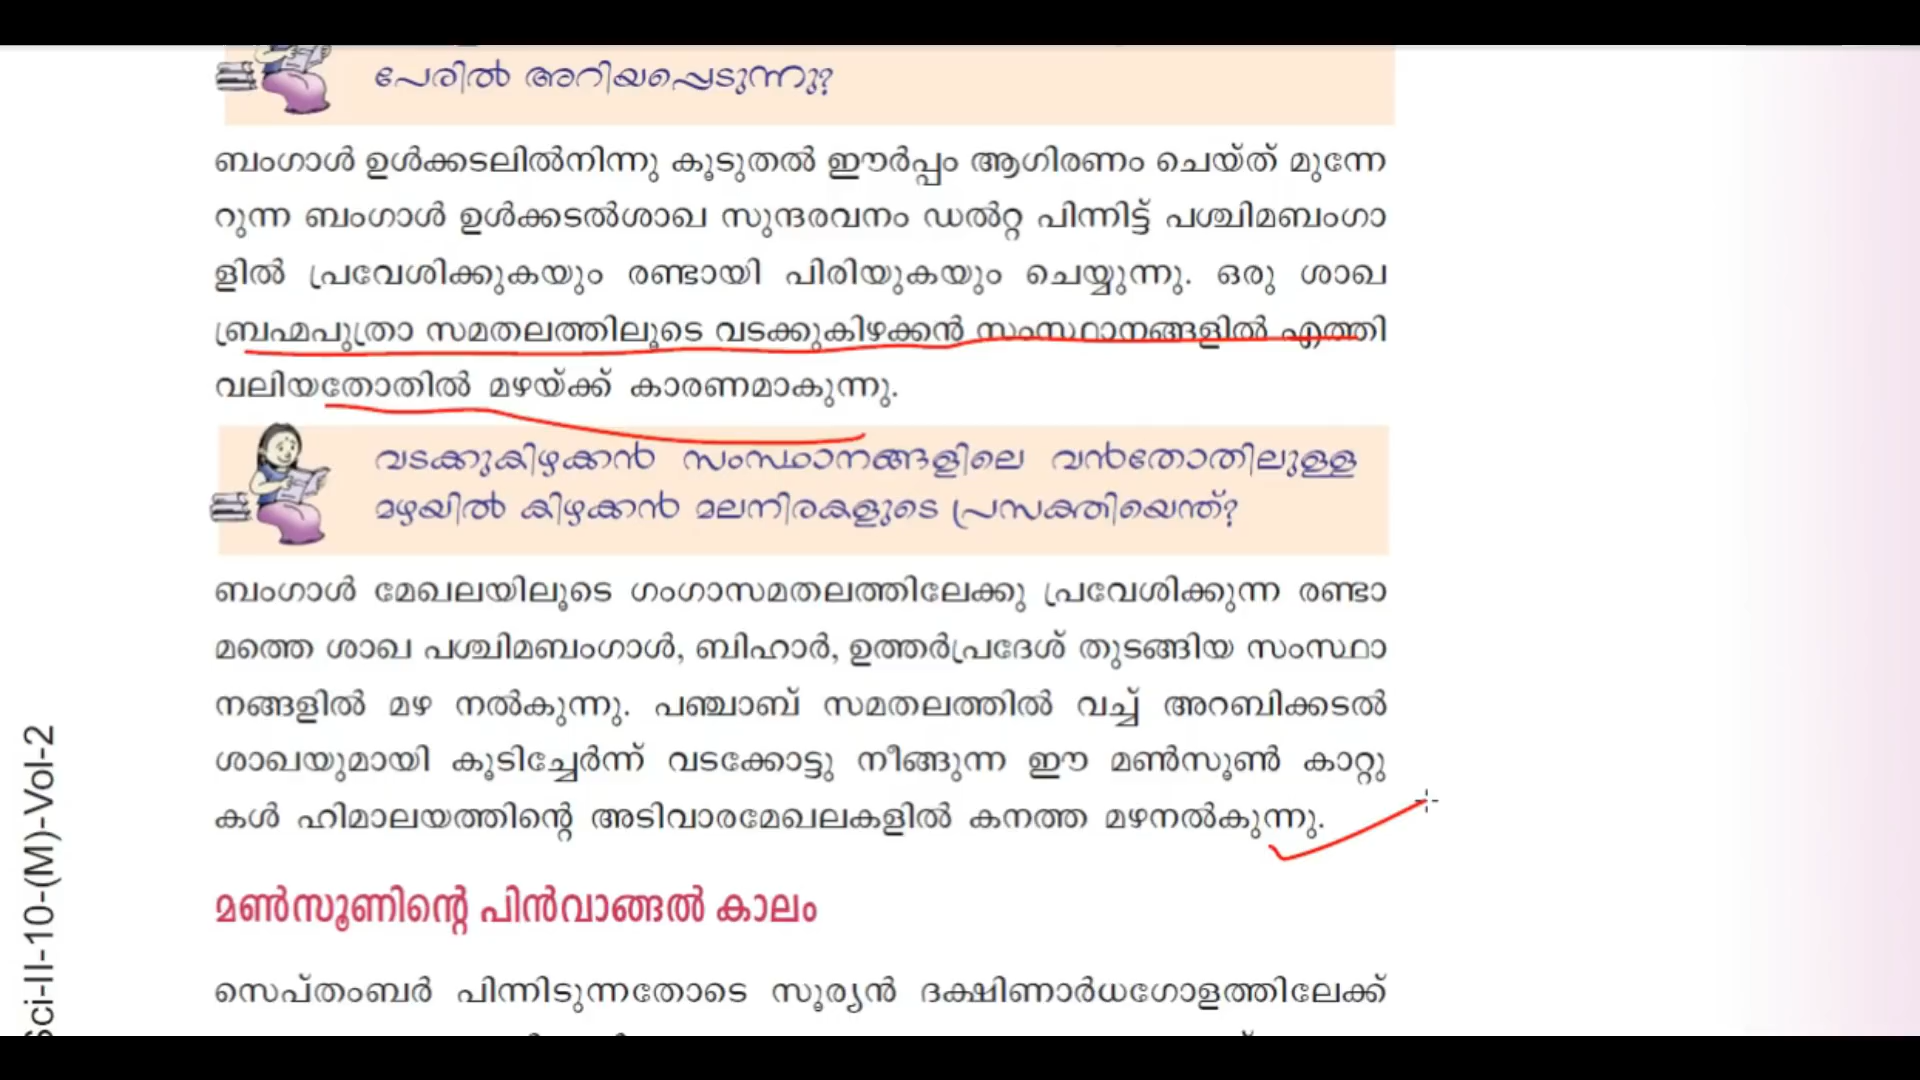 പേരിൽ അറിയപ്പെടുന്നു?
ബംഗാൾ ഉൾക്കടലിൽനിന്നു കൂടുതൽ ഈർപ്പം ആഗിരണം ചെയ്ത് മുന്നേ
റുന്ന ബംഗാൾ ഉൾക്കടൽശാഖ സുന്ദരവനം ഡൽറ്റ പിന്നിട്ട് പശ്ചിമബംഗാ
ളിൽ പ്രവേശിക്കുകയും രണ്ടായി പിരിയുകയും ചെയ്യുന്നു. ഒരു ശാഖ
ബ്രഹ്മപുത്രാ സമതലത്തിലൂടെ വടക്കുകിഴക്കൻ സംസ്ഥാനങ്ങളിൽ എത്തി
വലിയതോതിൽ മഴയ്ക്ക് കാരണമാകുന്നു.
വടക്കുകിഴക്കൻ സംസ്ഥാനങ്ങളിലെ വൻതോതിലുള്ള
മഴയിൽ കിഴക്കൻ മലനിരകളുടെ പ്രസക്തിയെന്ത്?
ബംഗാൾ മേഖലയിലൂടെ ഗംഗാസമതലത്തിലേക്കു പ്രവേശിക്കുന്ന രണ്ടാ
മത്തെ ശാഖ പശ്ചിമബംഗാൾ, ബിഹാർ, ഉത്തർപ്രദേശ് തുടങ്ങിയ സംസ്ഥാ
നങ്ങളിൽ മഴ നൽകുന്നു. പഞ്ചാബ് സമതലത്തിൽ വച്ച് അറബിക്കടൽ
ശാഖയുമായി കൂടിച്ചേർന്ന് വടക്കോട്ടു നീങ്ങുന്ന ഈ മൺസൂൺ കാറ്റു
കൾ ഹിമാലയത്തിന്റെ അടിവാരമേഖലകളിൽ കനത്ത മഴനൽകുന്നു.
മൺസൂണിന്റെ പിൻവാങ്ങൽ കാലം
സെപ്തംബർ പിന്നിടുന്നതോടെ സൂര്യൻ ദക്ഷിണാർധഗോളത്തിലേക്ക്
Sci-II-10-(M)-Vol-2